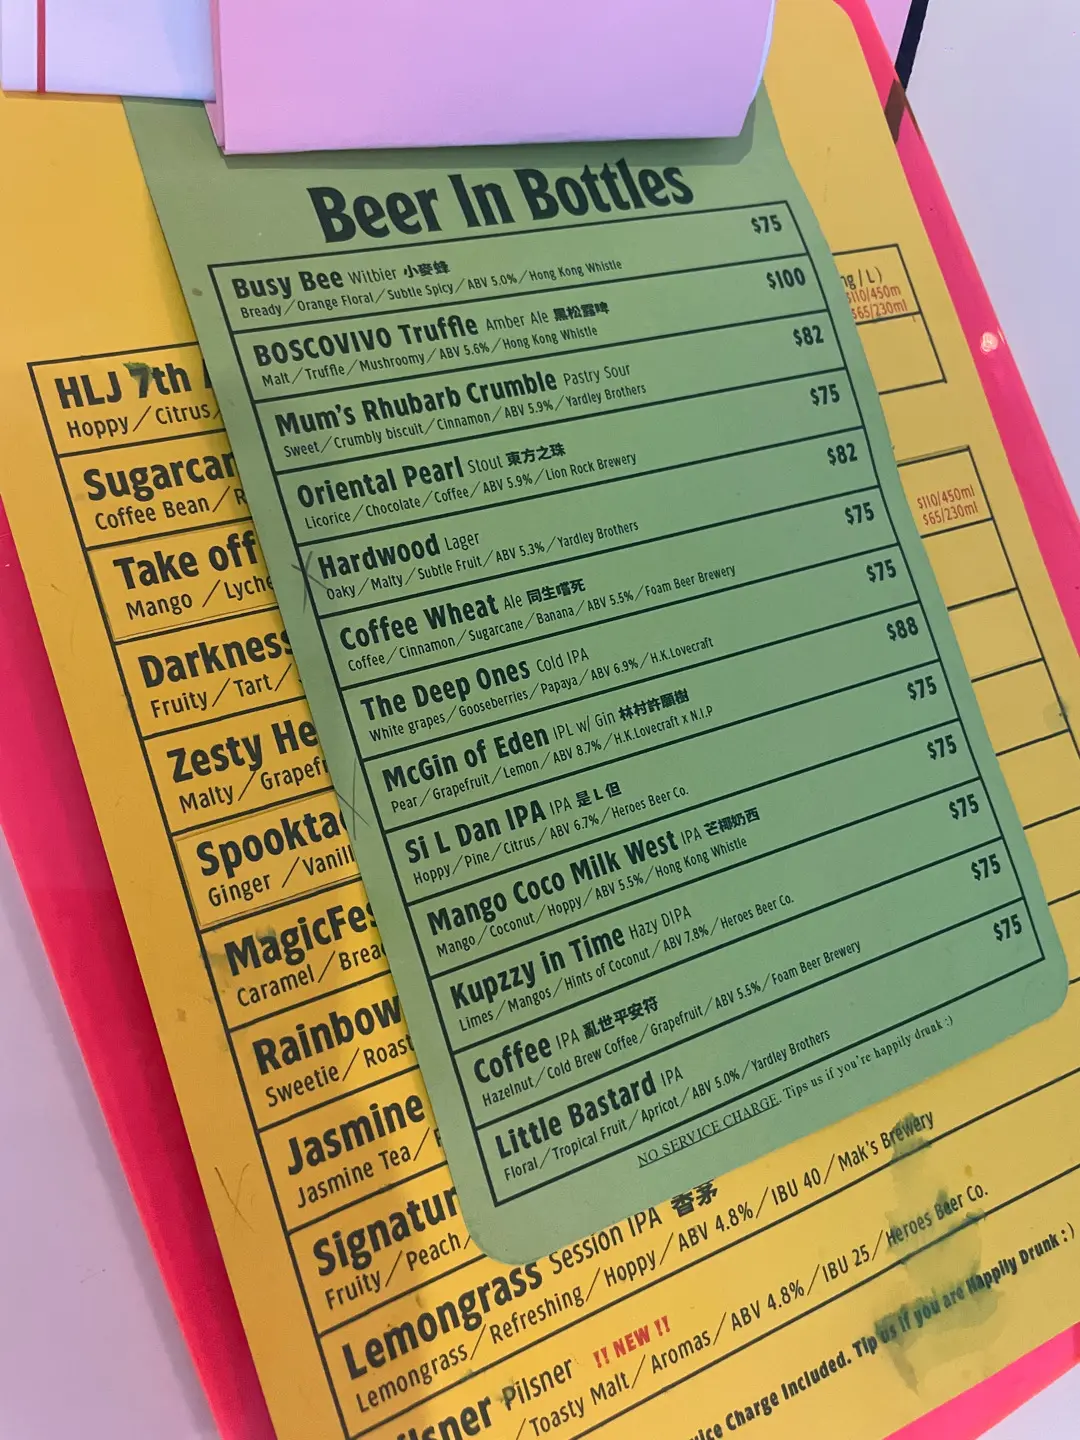 Beer In Bottles
Busy Bee Witbier 小麥蜂 $75
Bready / Orange Floral / Subtle Spicy / ABV 5.0% / Hong Kong Whistle
BOSCOVIVO Truffle Amber Ale 黑松露啤 $100
Malt / Truffle / Mushroomy / ABV 5.6% / Hong Kong Whistle
Mum's Rhubarb Crumble Pastry Sour $82
Sweet / Crumbly biscuit / Cinnamon / ABV 5.9% / Yardley Brothers
Oriental Pearl Stout 東方之珠 $75
Licorice / Chocolate / Coffee / ABV 5.9% / Lion Rock Brewery
Hardwood Lager $82
Oaky / Malty / Subtle Fruit / ABV 5.3% / Yardley Brothers
Coffee Wheat Ale 同生嚐死 $75
Coffee / Cinnamon / Sugarcane / Banana / ABV 5.5% / Foam Beer Brewery
The Deep Ones Cold IPA $75
White grapes / Gooseberries / Papaya / ABV 6.9% / H.K.Lovecraft
McGin of Eden IPL w/ Gin 林村許願樹 $88
Pear / Grapefruit / Lemon / ABV 8.7% / H.K.Lovecraft x N.I.P
Si L Dan IPA IPA 是L但 $75
Hoppy / Pine / Citrus / ABV 6.7% / Heroes Beer Co.
Mango Coco Milk West IPA 芒椰奶西 $75
Mango / Coconut / Hoppy / ABV 5.5% / Hong Kong Whistle
Kupzzy in Time Hazy DIPA $75
Limes / Mangos / Hints of Coconut / ABV 7.8% / Heroes Beer Co.
Coffee IPA 亂世平安符 $75
Hazelnut / Cold Brew Coffee / Grapefruit / ABV 5.5% / Foam Beer Brewery
Little Bastard IPA $75
Floral / Tropical Fruit / Apricot / ABV 5.0% / Yardley Brothers
NO SERVICE CHARGE. Tips us if you're happily drunk :)
HLJ 7th
Hoppy / Citrus /
Sugarcan
Coffee Bean / R
Take off
Mango / Lyche
Darkness
Fruity / Tart /
Zesty He
Malty / Grapefr
Spookta
Ginger / Vanill
MagicFes
Caramel / Bread
Rainbow
Sweetie / Roast
Jasmine
Jasmine Tea /
Signatur
Fruity / Peach /
Lemongrass Session IPA 香茅
Lemongrass / Refreshing / Hoppy / ABV 4.8% / IBU 40 / Mak's Brewery
ilsner Pilsner !! NEW !!
/ Toasty Malt / Aromas / ABV 4.8% / IBU 25 / Heroes Beer Co.
ice Charge Included. Tip us if you are Happily Drunk :)
g / L)
$110/450m
$65/230ml
$110/450ml
$65/230ml